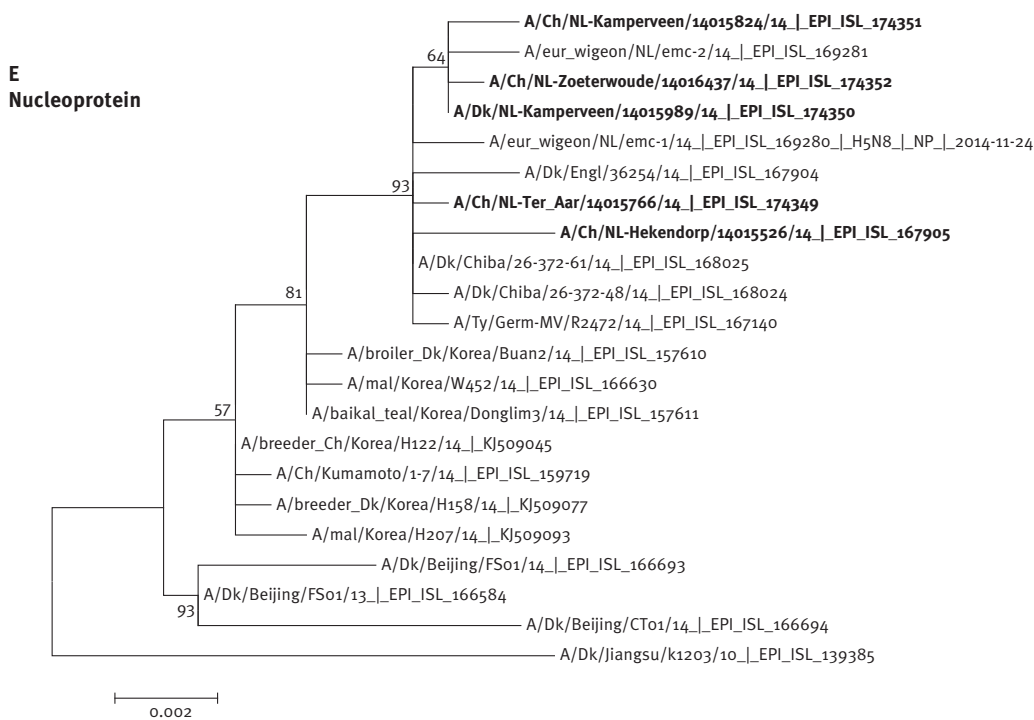 E
Nucleoprotein
A/Ch/NL-Kamperveen/14015824/14_|_EPI_ISL_174351
64
A/eur_wigeon/NL/emc-2/14_|_EPI_ISL_169281
A/Ch/NL-Zoeterwoude/14016437/14_|_EPI_ISL_174352
A/Dk/NL-Kamperveen/14015989/14_|_EPI_ISL_174350
A/eur_wigeon/NL/emc-1/14_|_EPI_ISL_169280_|_H5N8_|_NP_|_2014-11-24
A/Dk/Engl/36254/14_|_EPI_ISL_167904
93
A/Ch/NL-Ter_Aar/14015766/14_|_EPI_ISL_174349
A/Ch/NL-Hekendorp/14015526/14_|_EPI_ISL_167905
A/Dk/Chiba/26-372-61/14_|_EPI_ISL_168025
81
A/Dk/Chiba/26-372-48/14_|_EPI_ISL_168024
A/Ty/Germ-MV/R2472/14_|_EPI_ISL_167140
A/broiler_Dk/Korea/Buan2/14_|_EPI_ISL_157610
A/mal/Korea/W452/14_|_EPI_ISL_166630
57
A/baikal_teal/Korea/Donglim3/14_|_EPI_ISL_157611
A/breeder_Ch/Korea/H122/14_|_KJ509045
A/Ch/Kumamoto/1-7/14_|_EPI_ISL_159719
A/breeder_Dk/Korea/H158/14_|_KJ509077
A/mal/Korea/H207/14_|_KJ509093
A/Dk/Beijing/FS01/14_|_EPI_ISL_166693
A/Dk/Beijing/FS01/13_|_EPI_ISL_166584
93
A/Dk/Beijing/CT01/14_|_EPI_ISL_166694
A/Dk/Jiangsu/k1203/10_|_EPI_ISL_139385
0.002